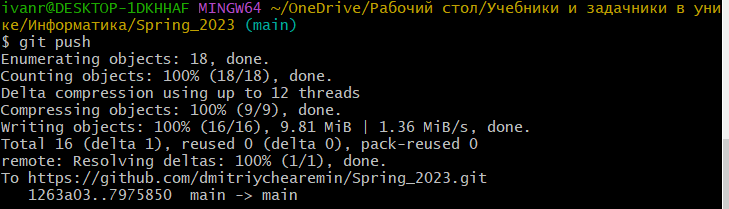 ivanr@DESKTOP-1DKHHAF MINGW64 ~/OneDrive/Рабочий стол/Учебники и задачники в уни
ке/Информатика/Spring_2023 (main)
$ git push
Enumerating objects: 18, done.
Counting objects: 100% (18/18), done.
Delta compression using up to 12 threads
Compressing objects: 100% (9/9), done.
Writing objects: 100% (16/16), 9.81 MiB | 1.36 MiB/s, done.
Total 16 (delta 1), reused 0 (delta 0), pack-reused 0
remote: Resolving deltas: 100% (1/1), done.
To https://github.com/dmitriychearemin/Spring_2023.git
   1263a03..7975850  main -> main